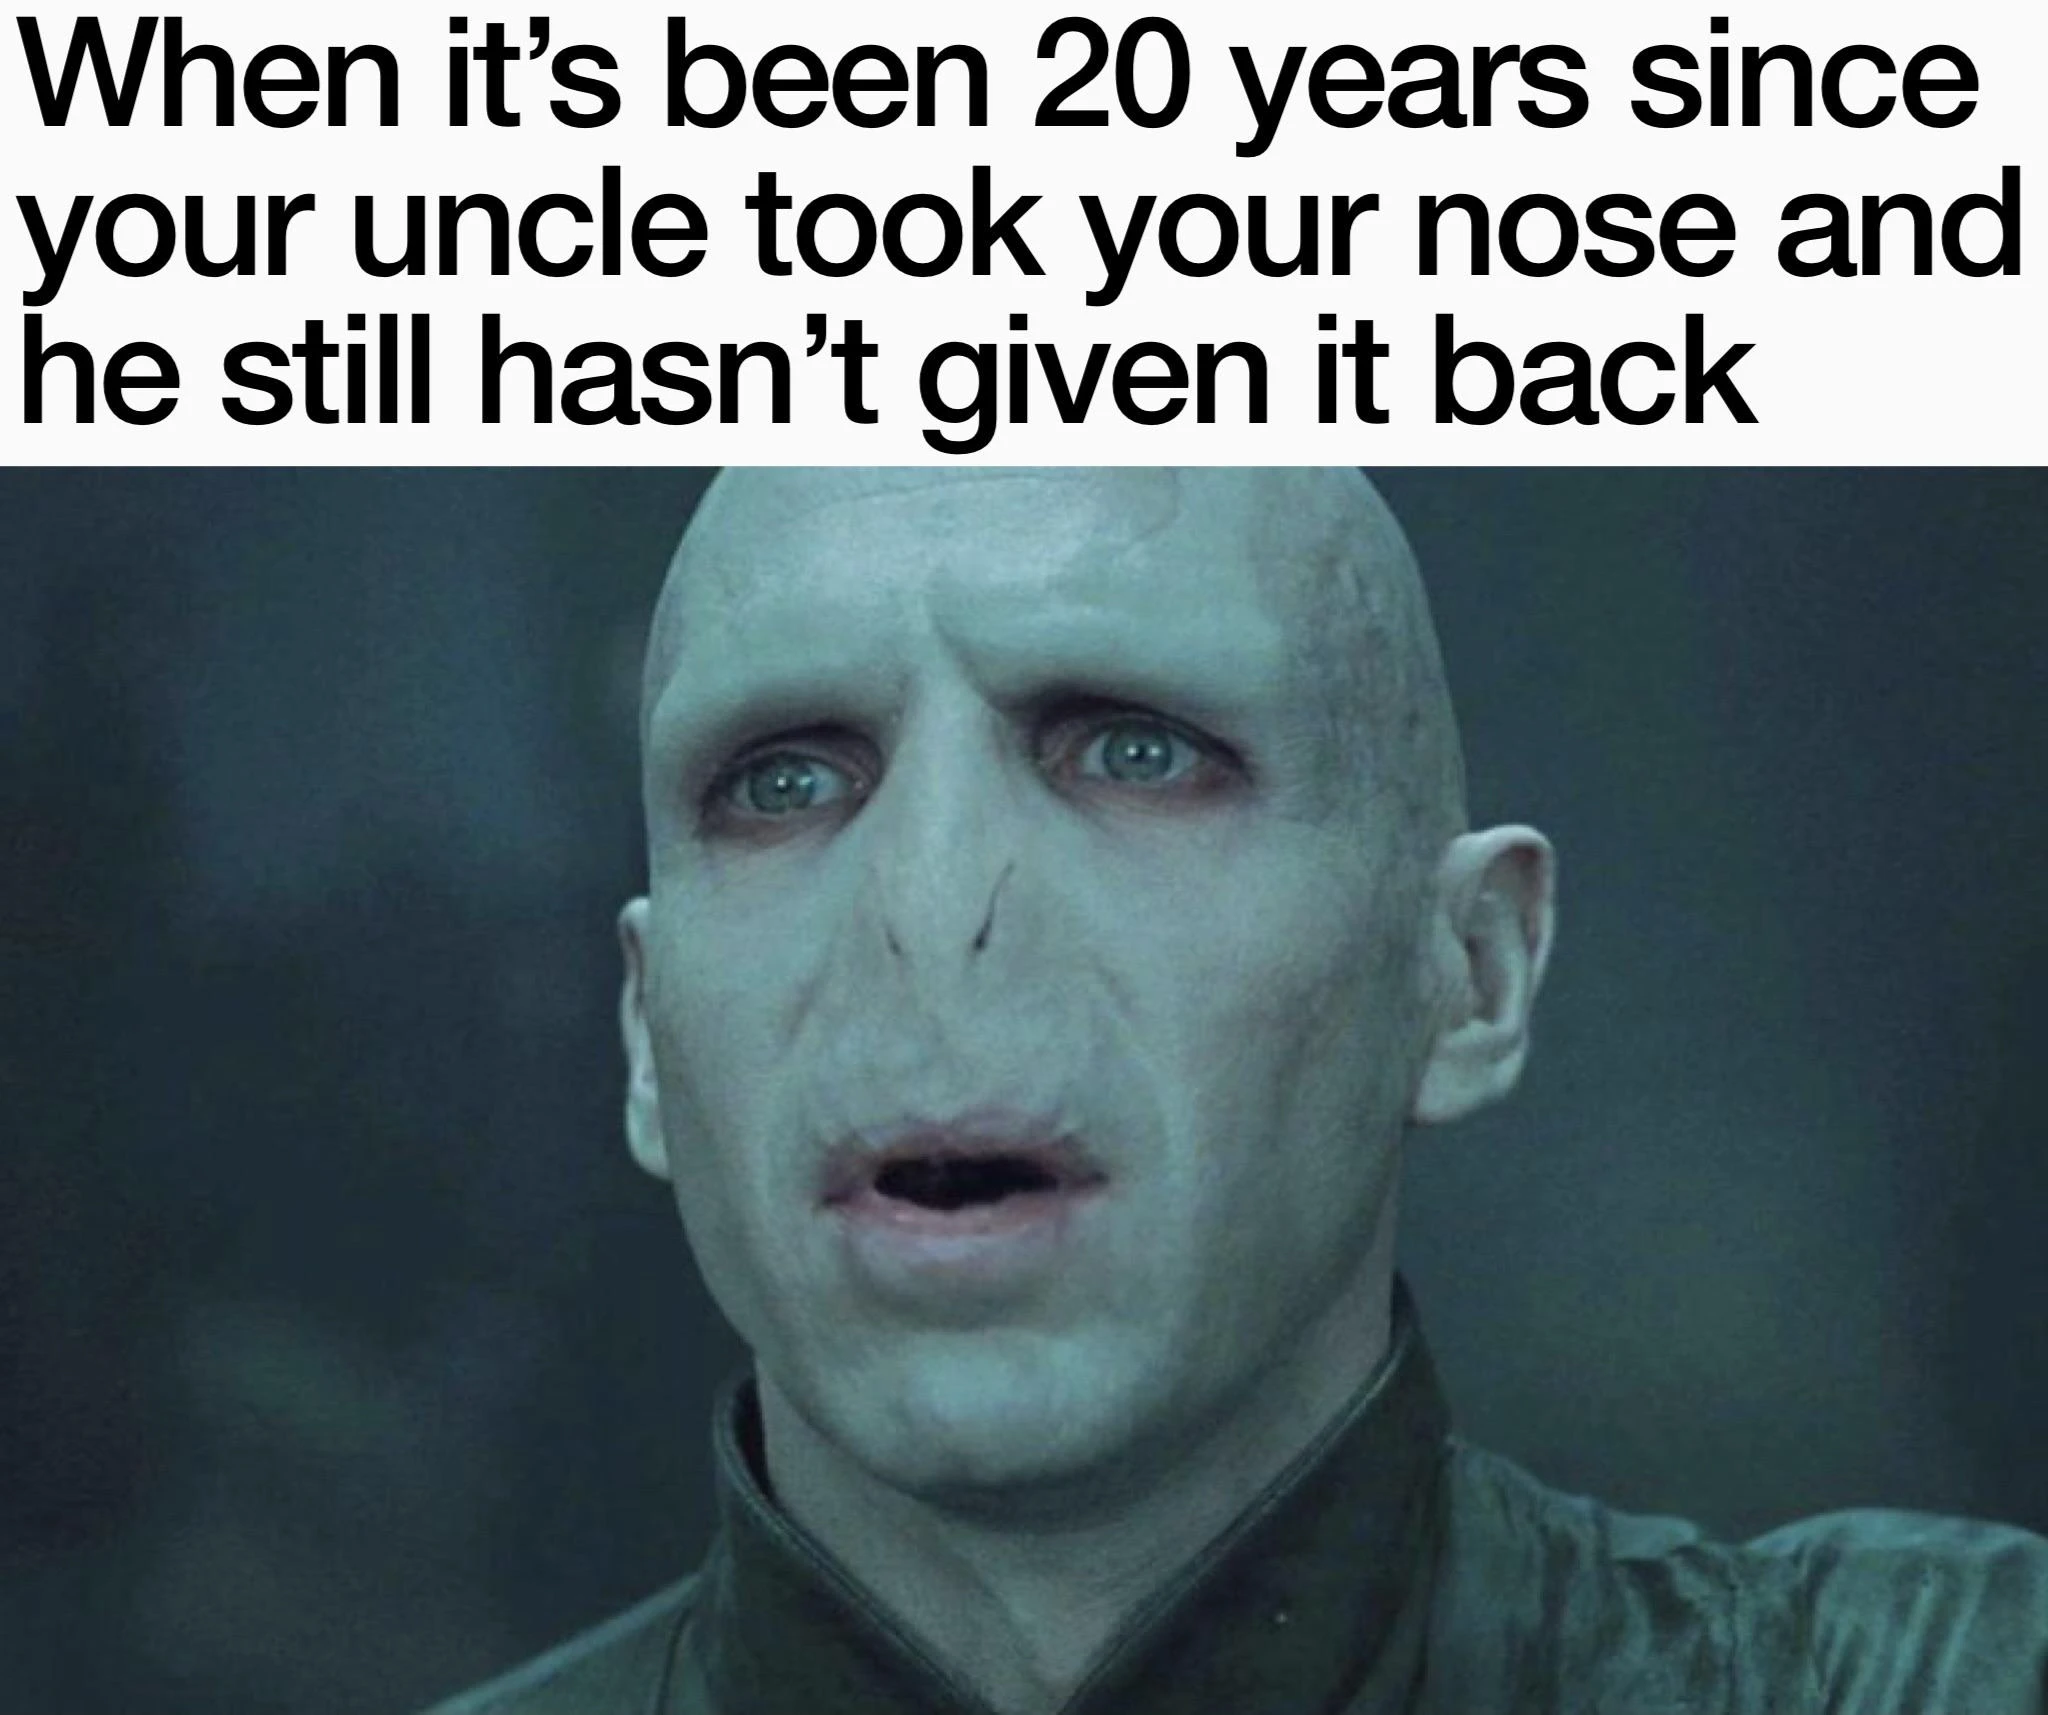 When it’s been 20 years since
your uncle took your nose and
he still hasn’t given it back